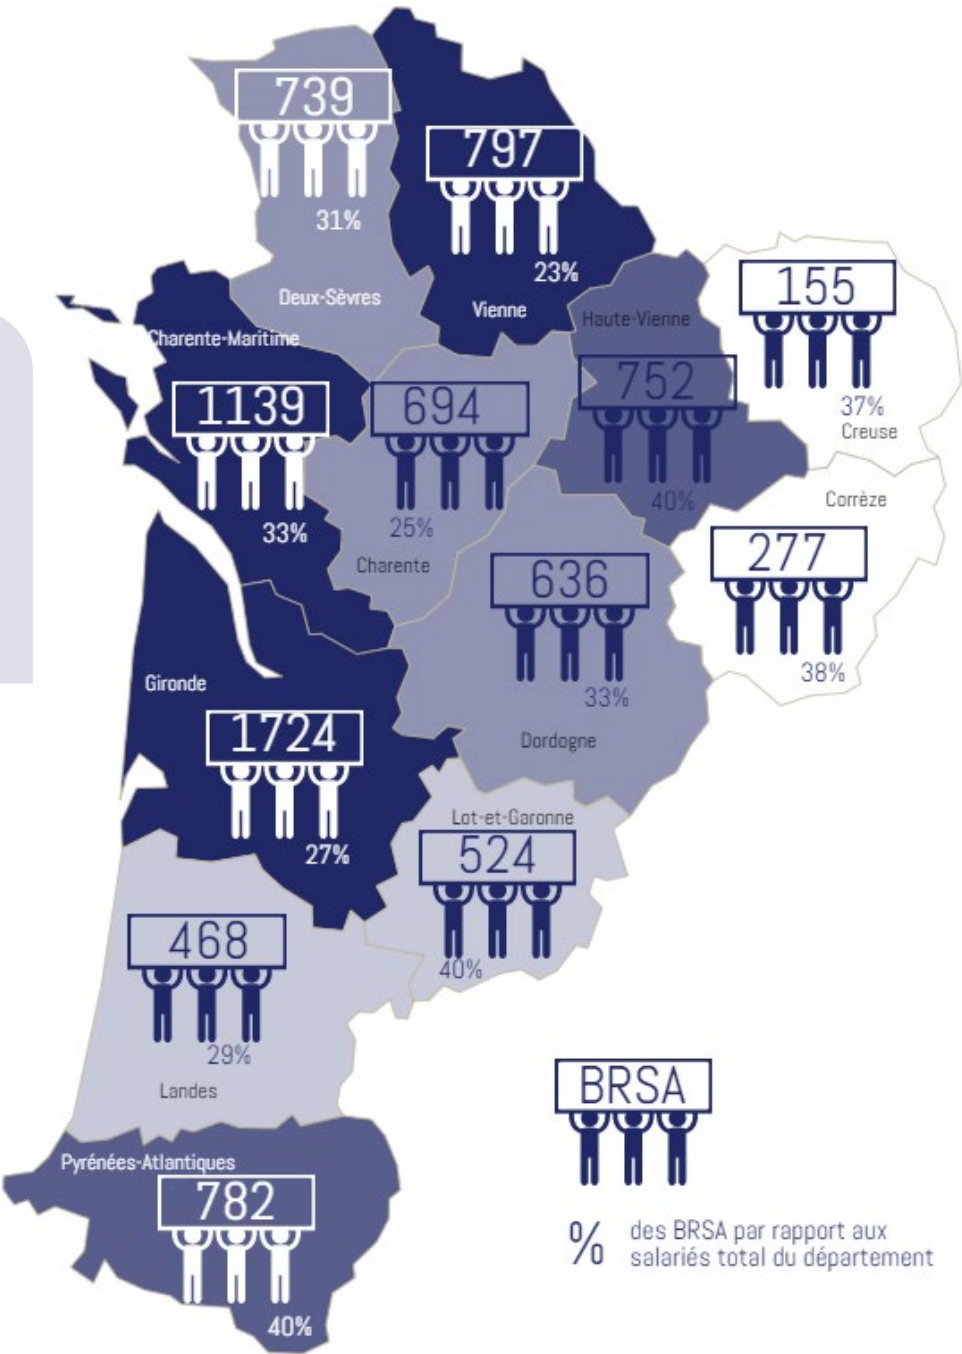 739
31%
Deux-Sèvres
797
23%
Vienne
Haute-Vienne
752
40%
155
37%
Creuse
Charente-Maritime
1139
33%
694
25%
Charente
Corrèze
277
38%
636
33%
Dordogne
Gironde
1724
27%
Lot-et-Garonne
524
40%
468
29%
Landes
Pyrénées-Atlantiques
782
40%
BRSA
% des BRSA par rapport aux
salariés total du département